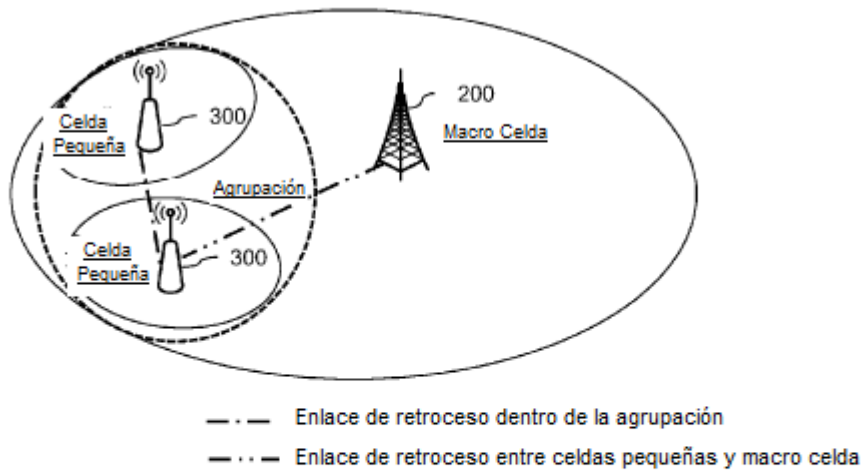 Celda
Pequeña
300
200
Macro Celda
Agrupación
Celda
Pequeña
300
Enlace de retroceso dentro de la agrupación
Enlace de retroceso entre celdas pequeñas y macro celda